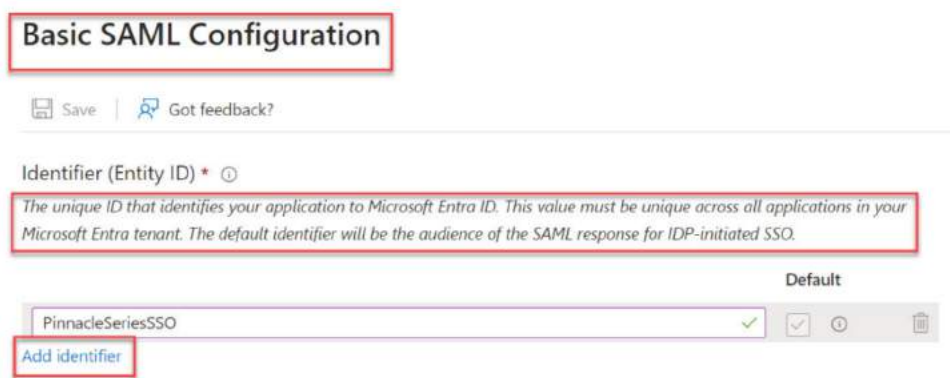 Basic SAML Configuration
Save | Got feedback?
Identifier (Entity ID) *
The unique ID that identifies your application to Microsoft Entra ID. This value must be unique across all applications in your
Microsoft Entra tenant. The default identifier will be the audience of the SAML response for IDP-initiated SSO.
Default
PinnacleSeriesSSO
Add identifier